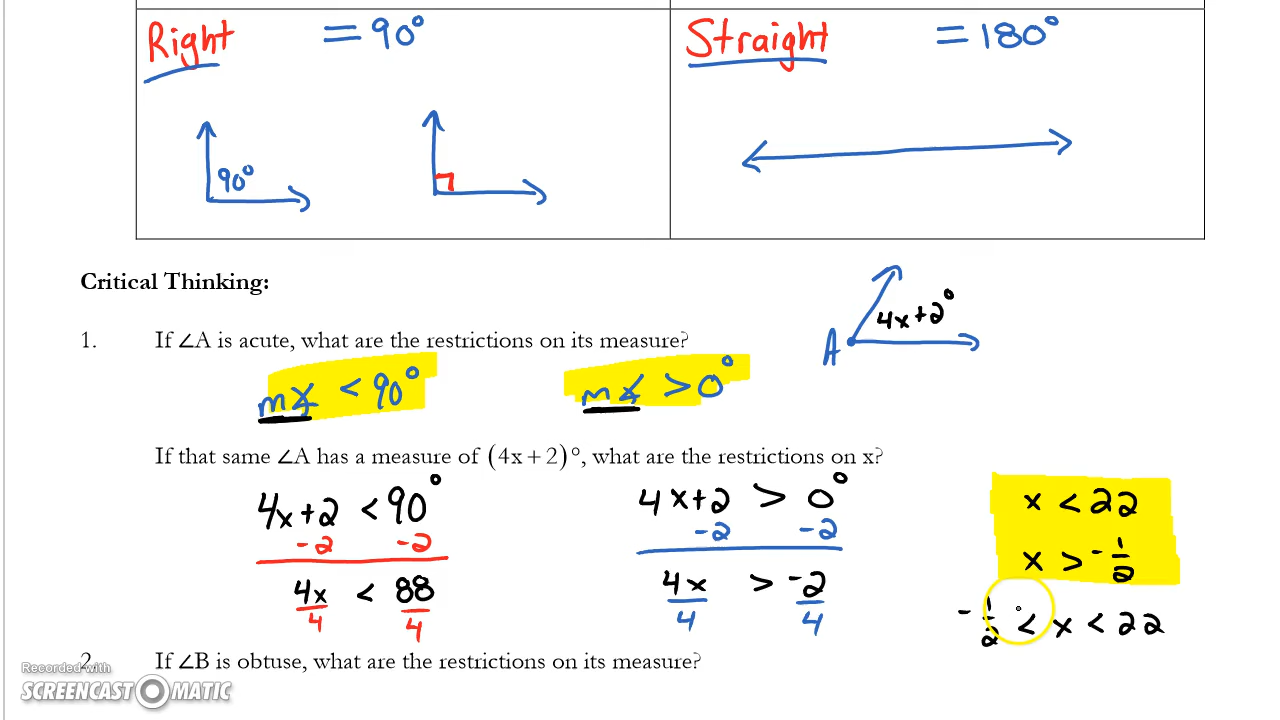 Right = 90°
Straight = 180°
90°
Critical Thinking:
4x+2°
A
1. If ∠A is acute, what are the restrictions on its measure?
m∡ < 90°
m∡ > 0°
If that same ∠A has a measure of (4x+2)°, what are the restrictions on x?
4x+2 < 90°
-2 -2
4x < 88
4 4
4x+2 > 0°
-2 -2
4x > -2
4 4
x < 22
x > -1/2
-1/2 < x < 22
2. If ∠B is obtuse, what are the restrictions on its measure?
Recorded with
SCREENCAST MATIC